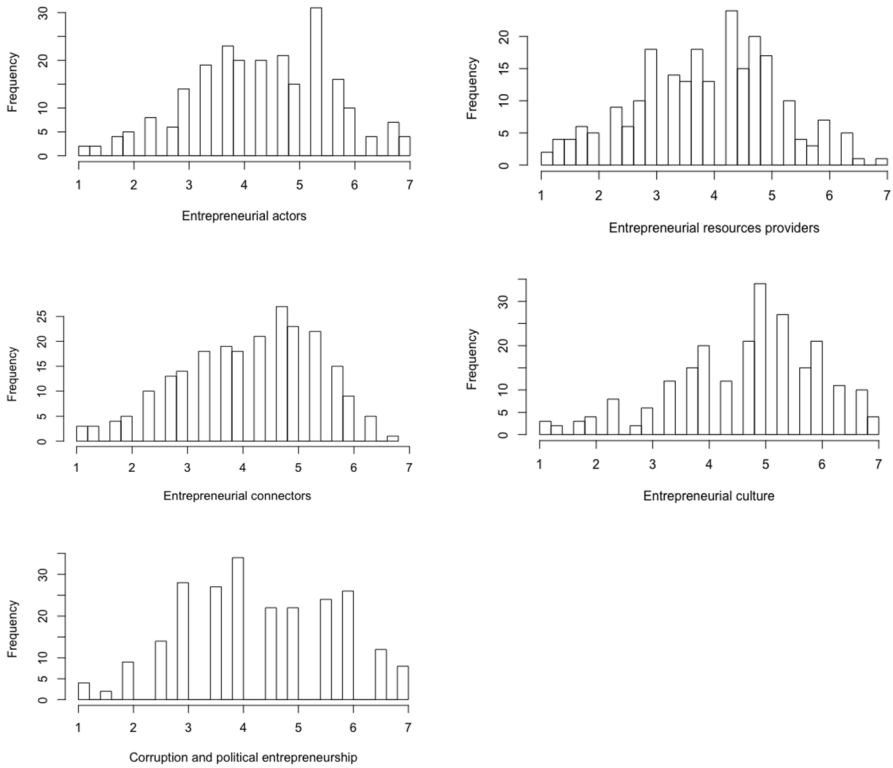 Frequency
0 5 10 20 30
1 2 3 4 5 6 7
Entrepreneurial actors
Frequency
0 5 10 15 20
1 2 3 4 5 6 7
Entrepreneurial resources providers
Frequency
0 5 10 15 20 25
1 2 3 4 5 6 7
Entrepreneurial connectors
Frequency
0 5 10 20 30
1 2 3 4 5 6 7
Entrepreneurial culture
Frequency
0 5 10 20 30
1 2 3 4 5 6 7
Corruption and political entrepreneurship